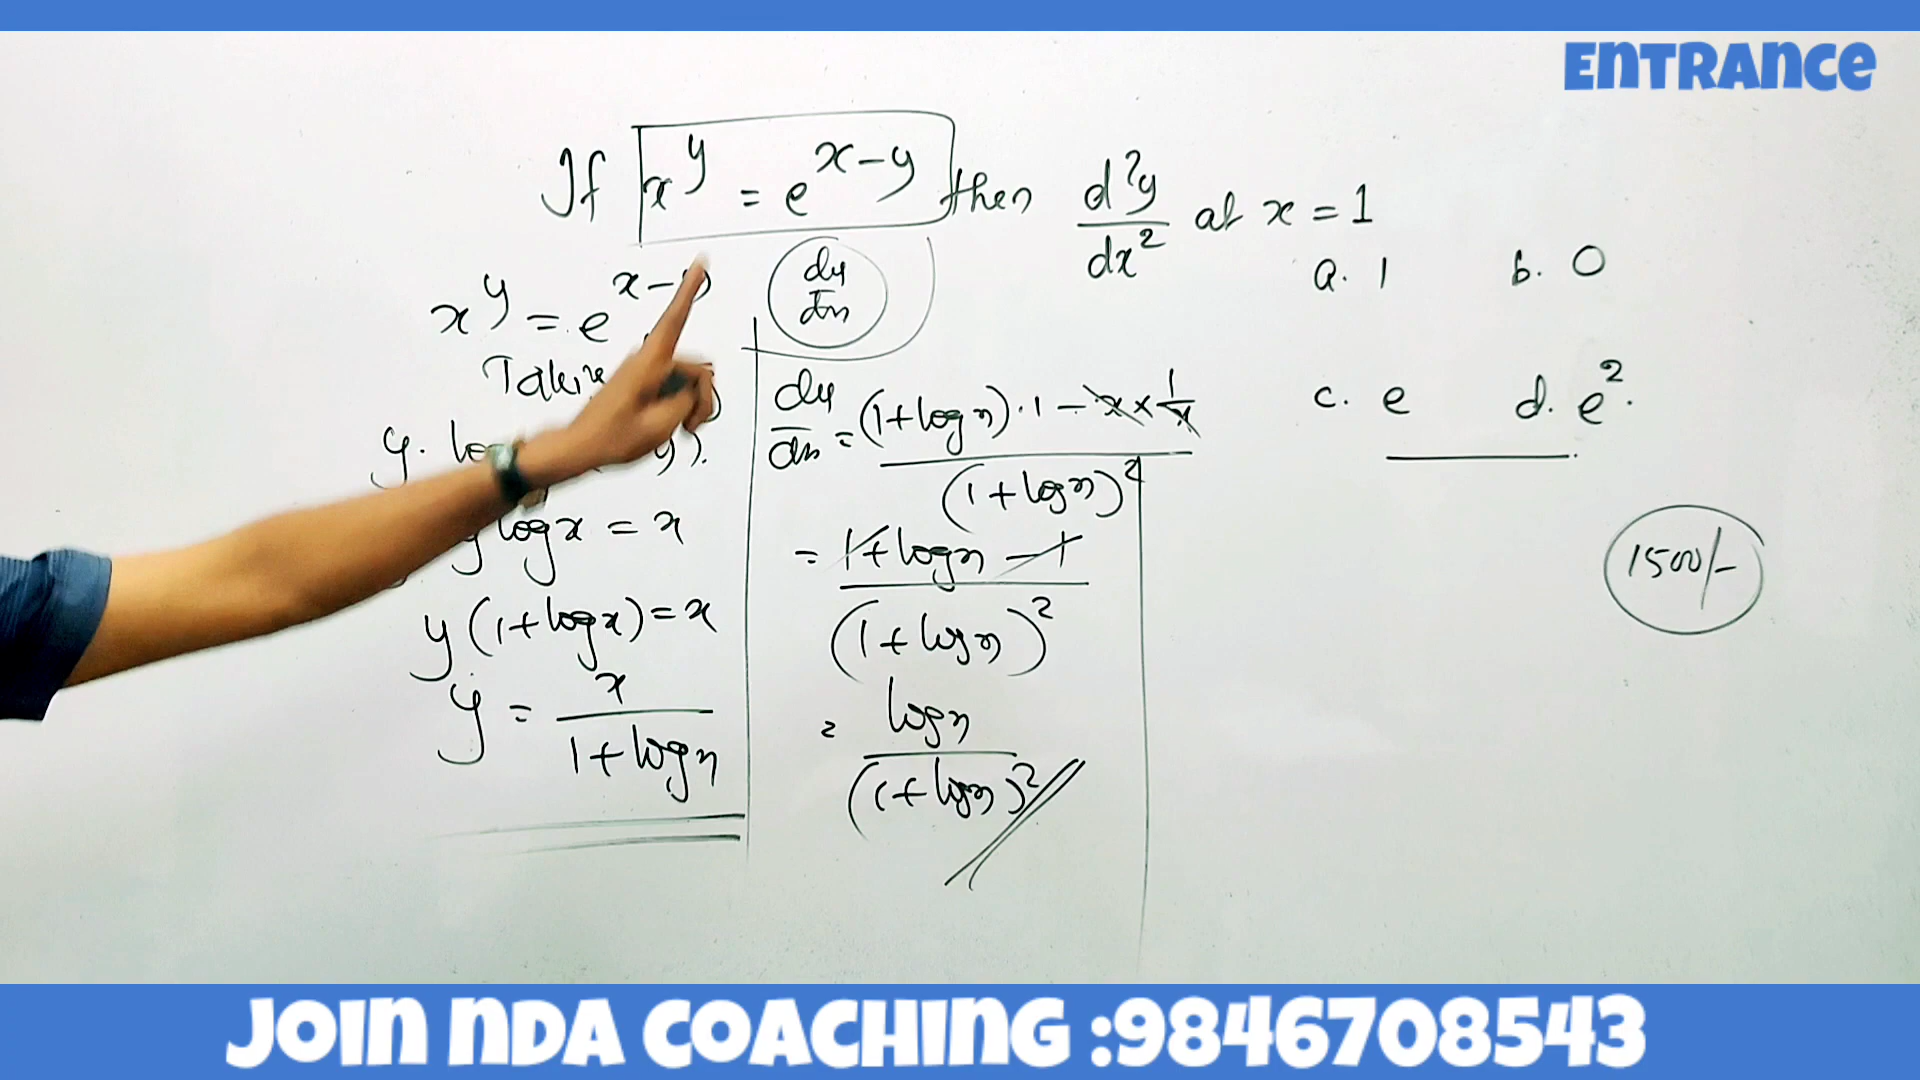 ENTRANCE
If x^y = e^(x-y) then d²y/dx² at x = 1
a. 1 b. 0
c. e d. e².
1500/-
x^y = e^(x-
y.
y log x = x
y (1 + log x) = x
y = x / (1 + log x)
dy/dx
dy/dx = ((1 + log x) · 1 - x × 1/x) / (1 + log x)²
= (1 + log x - 1) / (1 + log x)²
= log x / (1 + log x)²
JOIN NDA COACHING :9846708543